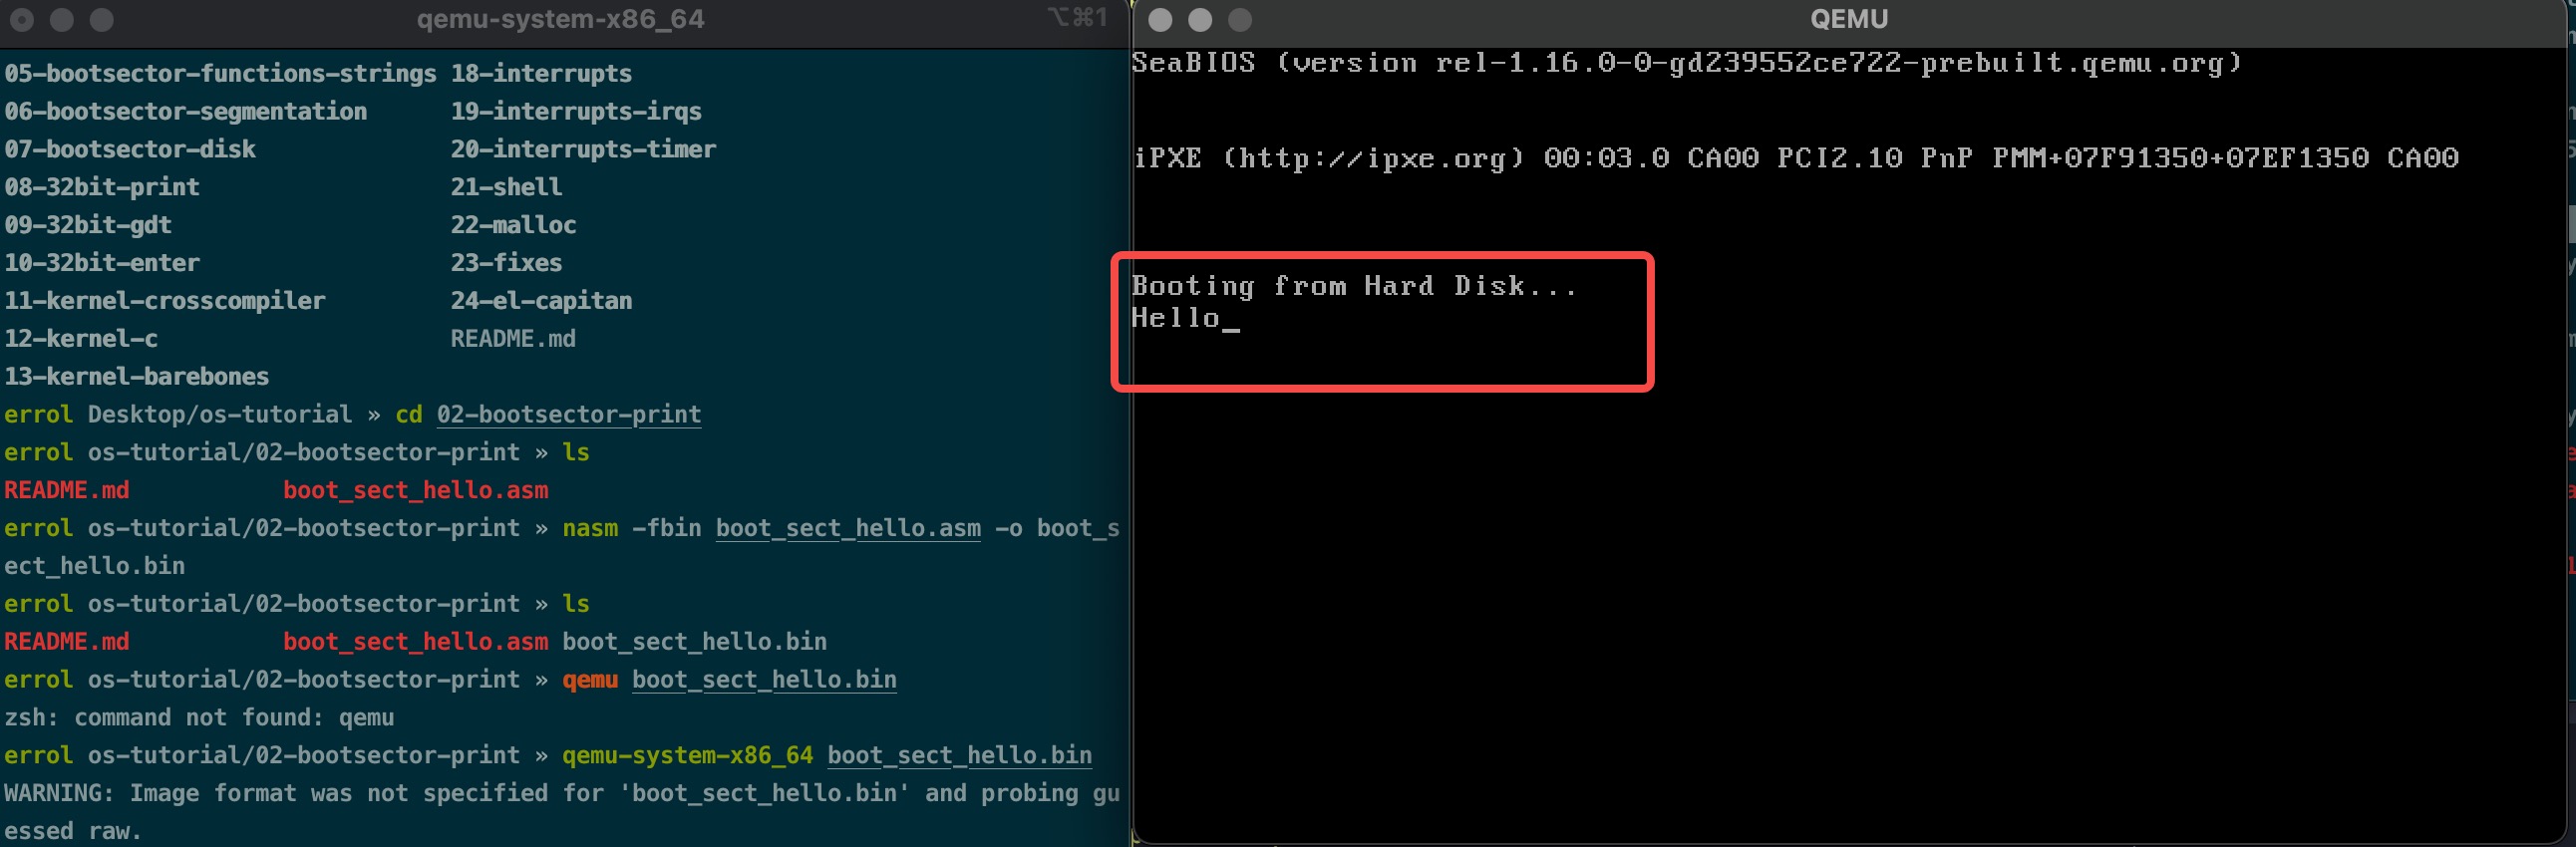 qemu-system-x86_64 ⌥⌘1
05-bootsector-functions-strings 18-interrupts
06-bootsector-segmentation 19-interrupts-irqs
07-bootsector-disk 20-interrupts-timer
08-32bit-print 21-shell
09-32bit-gdt 22-malloc
10-32bit-enter 23-fixes
11-kernel-crosscompiler 24-el-capitan
12-kernel-c README.md
13-kernel-barebones
errol Desktop/os-tutorial » cd 02-bootsector-print
errol os-tutorial/02-bootsector-print » ls
README.md boot_sect_hello.asm
errol os-tutorial/02-bootsector-print » nasm -fbin boot_sect_hello.asm -o boot_s
ect_hello.bin
errol os-tutorial/02-bootsector-print » ls
README.md boot_sect_hello.asm boot_sect_hello.bin
errol os-tutorial/02-bootsector-print » qemu boot_sect_hello.bin
zsh: command not found: qemu
errol os-tutorial/02-bootsector-print » qemu-system-x86_64 boot_sect_hello.bin
WARNING: Image format was not specified for 'boot_sect_hello.bin' and probing gu
essed raw.
QEMU
SeaBIOS (version rel-1.16.0-0-gd239552ce722-prebuilt.qemu.org)
iPXE (http://ipxe.org) 00:03.0 CA00 PCI2.10 PnP PMM+07F91350+07EF1350 CA00
Booting from Hard Disk...
Hello_